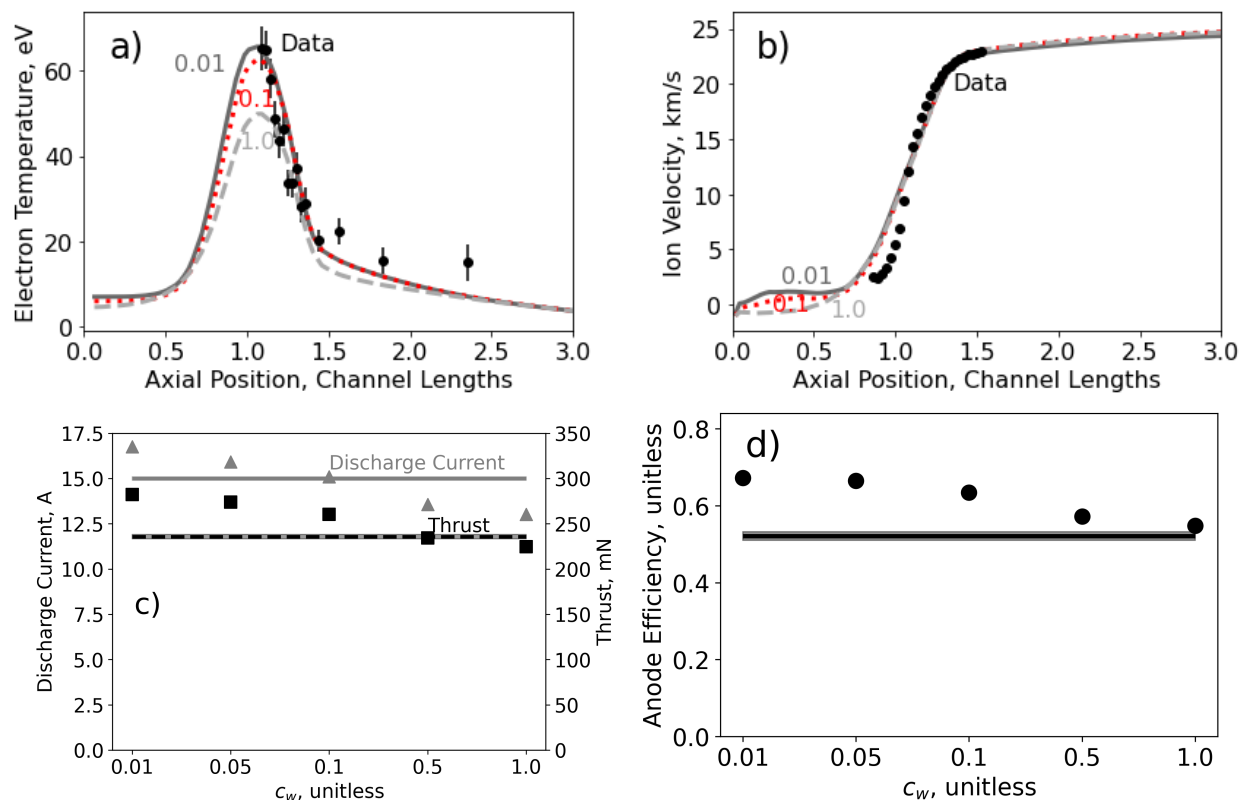 a)
Data
0.01
0.1
1.0
Electron Temperature, eV
60
40
20
0
0.0 0.5 1.0 1.5 2.0 2.5 3.0
Axial Position, Channel Lengths
b)
Data
0.01
0.1
1.0
Ion Velocity, km/s
25
20
15
10
5
0
0.0 0.5 1.0 1.5 2.0 2.5 3.0
Axial Position, Channel Lengths
c)
Discharge Current
Thrust
Discharge Current, A
17.5
15.0
12.5
10.0
7.5
5.0
2.5
0.0
350
300
250
200
150
100
50
0
Thrust, mN
0.01 0.05 0.1 0.5 1.0
c_w, unitless
d)
Anode Efficiency, unitless
0.8
0.6
0.4
0.2
0.0
0.01 0.05 0.1 0.5 1.0
c_w, unitless